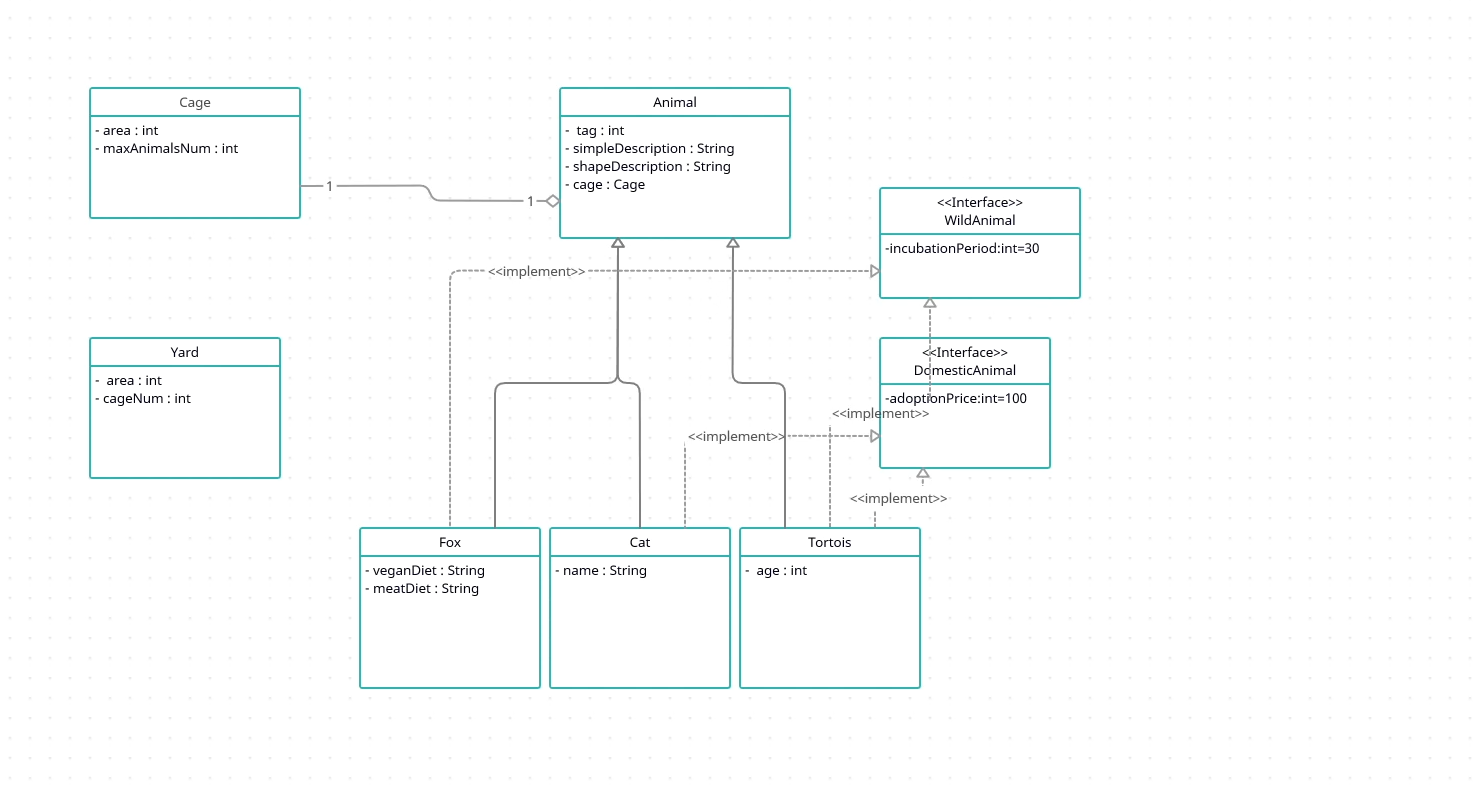 Cage
- area : int
- maxAnimalsNum : int
1
1
Animal
-  tag : int
- simpleDescription : String
- shapeDescription : String
- cage : Cage
<<Interface>>
WildAnimal
-incubationPeriod:int=30
<<implement>>
Yard
-  area : int
- cageNum : int
<<Interface>>
DomesticAnimal
-adoptionPrice:int=100
<<implement>>
<<implement>>
<<implement>>
Fox
- veganDiet : String
- meatDiet : String
Cat
- name : String
Tortois
-  age : int